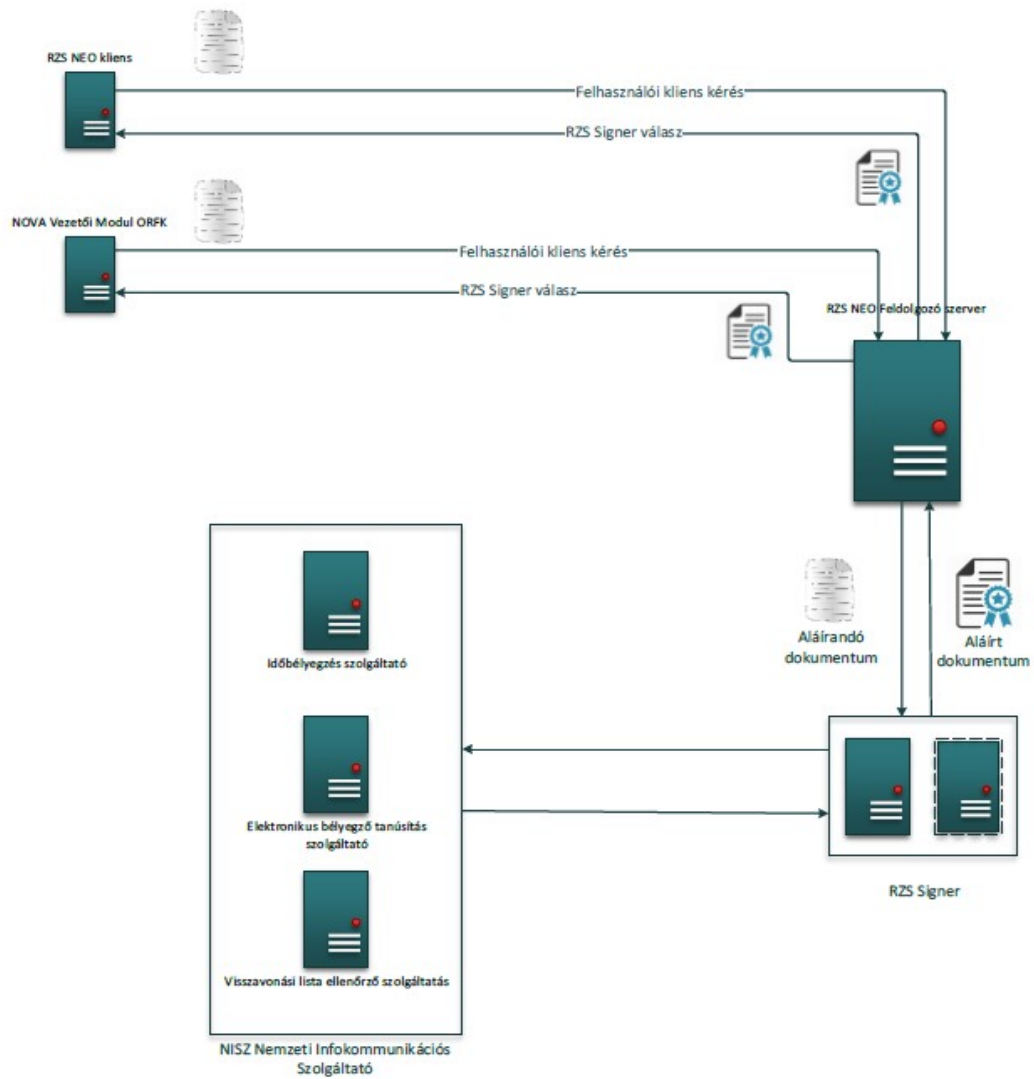 RZS NEO kliens
Felhasználói kliens kérés
RZS Signer válasz
NOVA Vezetői Modul ORFK
Felhasználói kliens kérés
RZS Signer válasz
RZS NEO Feldolgozó szerver
Aláírandó
dokumentum
Aláírt
dokumentum
Időbélyegzés szolgáltató
Elektronikus bélyegző tanúsítás
szolgáltató
RZS Signer
Visszavonási lista ellenőrző szolgáltatás
NISZ Nemzeti Infokommunikációs
Szolgáltató